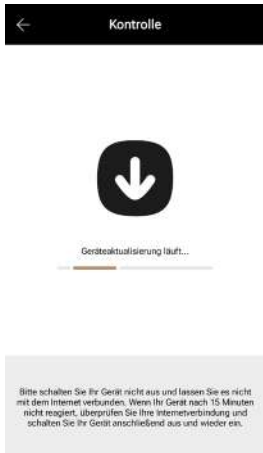 Kontrolle
Geräteaktualisierung läuft...
Bitte schalten Sie Ihr Gerät nicht aus und lassen Sie es nicht
mit dem Internet verbunden. Wenn Ihr Gerät nach 15 Minuten
nicht reagiert, überprüfen Sie Ihre Internetverbindung und
schalten Sie Ihr Gerät anschließend aus und wieder ein.